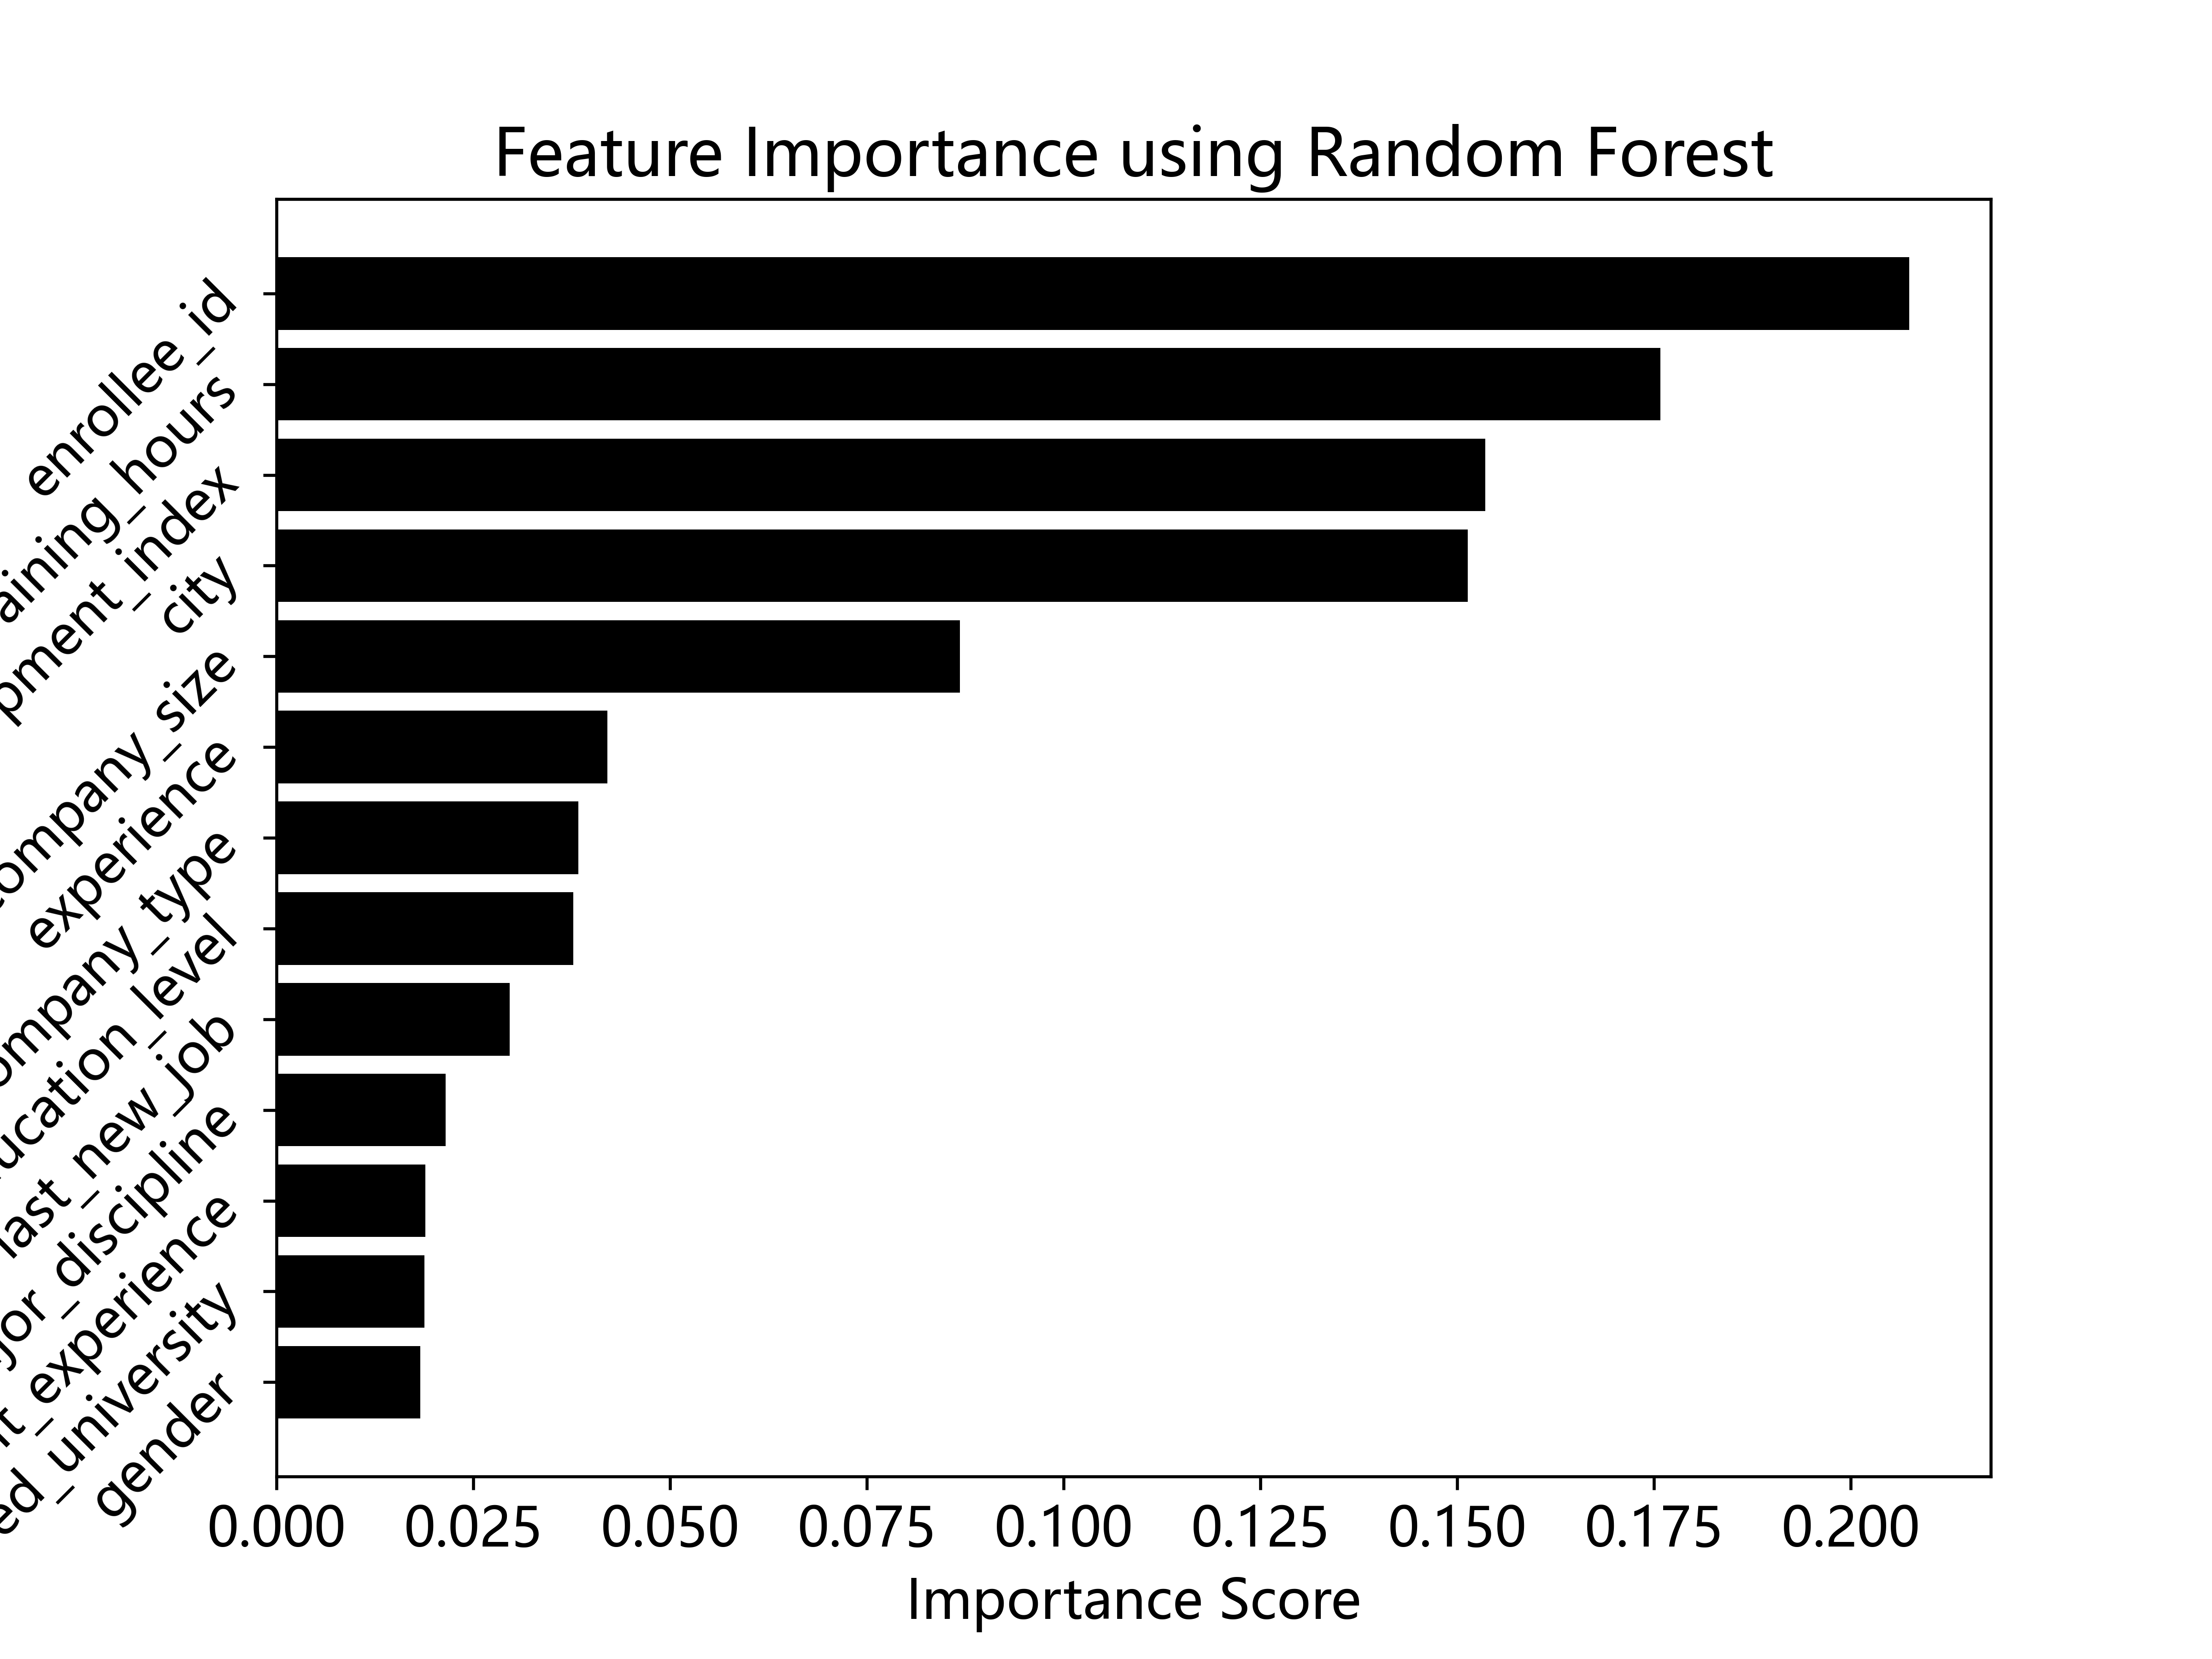 Feature Importance using Random Forest
enrollee_id
aining_hours
pment_index
city
ompany_size
experience
ompany_type
ucation_level
last_new_job
jor_discipline
nt_experience
ed_university
gender
0.000 0.025 0.050 0.075 0.100 0.125 0.150 0.175 0.200
Importance Score